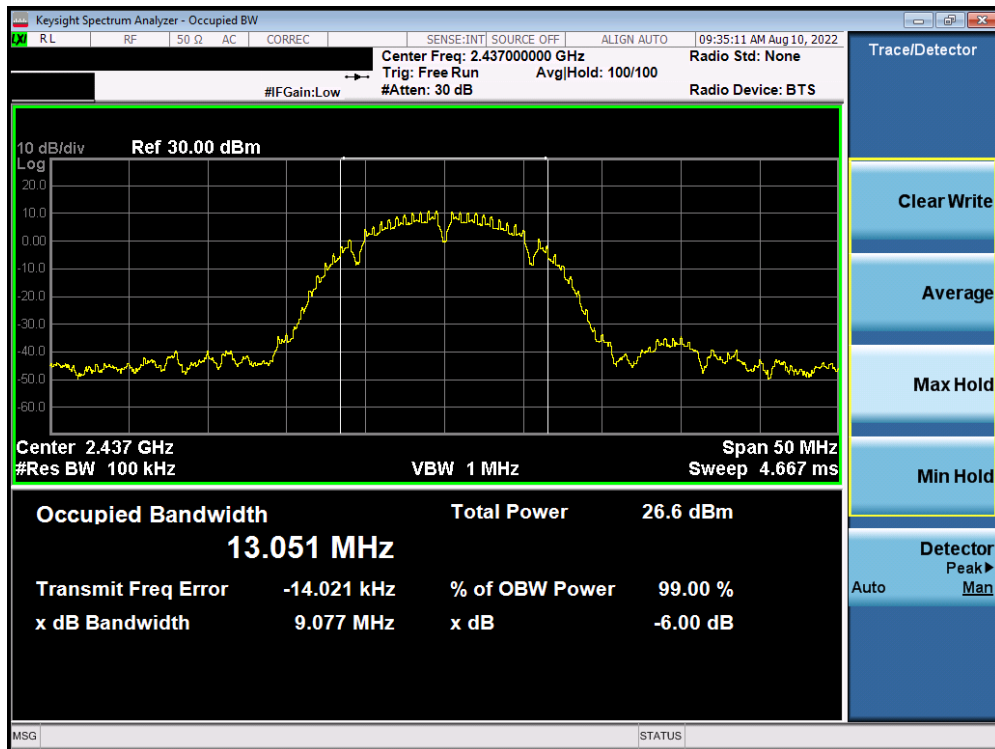 Keysight Spectrum Analyzer - Occupied BW
LXI RL RF 50 Ω AC CORREC SENSE:INT SOURCE OFF ALIGN AUTO 09:35:11 AM Aug 10, 2022
Center Freq: 2.437000000 GHz Radio Std: None
Trig: Free Run Avg|Hold: 100/100
#IFGain:Low #Atten: 30 dB Radio Device: BTS
Trace/Detector
10 dB/div Ref 30.00 dBm
Log
20.0
10.0
0.00
-10.0
-20.0
-30.0
-40.0
-50.0
-60.0
Center 2.437 GHz Span 50 MHz
#Res BW 100 kHz VBW 1 MHz Sweep 4.667 ms
Occupied Bandwidth Total Power 26.6 dBm
13.051 MHz
Transmit Freq Error -14.021 kHz % of OBW Power 99.00 %
x dB Bandwidth 9.077 MHz x dB -6.00 dB
Clear Write
Average
Max Hold
Min Hold
Detector
Peak▶
Auto Man
MSG STATUS